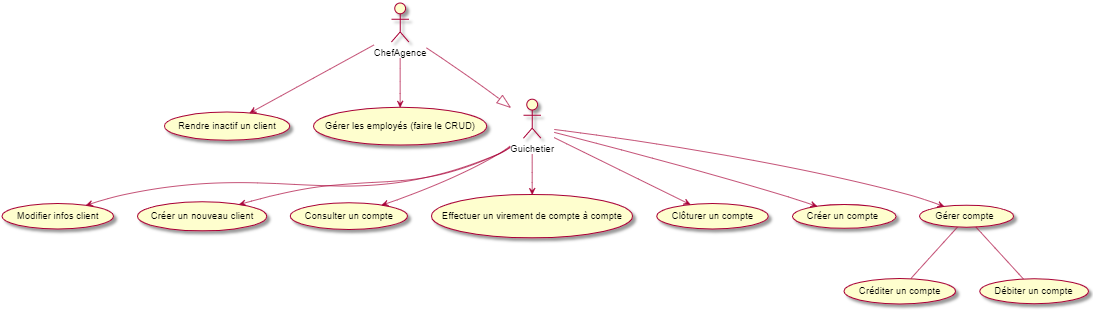 ChefAgence
Rendre inactif un client
Gérer les employés (faire le CRUD)
Guichetier
Modifier infos client
Créer un nouveau client
Consulter un compte
Effectuer un virement de compte à compte
Clôturer un compte
Créer un compte
Gérer compte
Créditer un compte
Débiter un compte